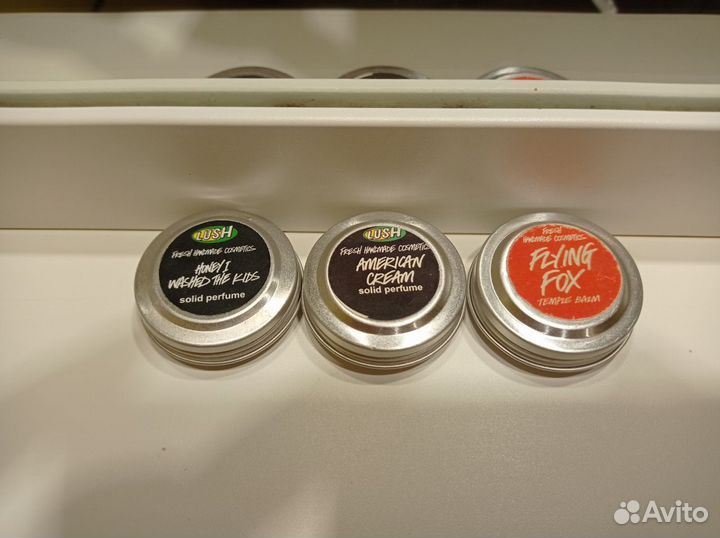 LUSH
FRESH HANDMADE COSMETICS
HONEY I
WASHED THE KIDS
solid perfume
LUSH
FRESH HANDMADE COSMETICS
AMERICAN
CREAM
solid perfume
FRESH
HANDMADE COSMETICS
FLYING
FOX
TEMPLE BALM
Avito